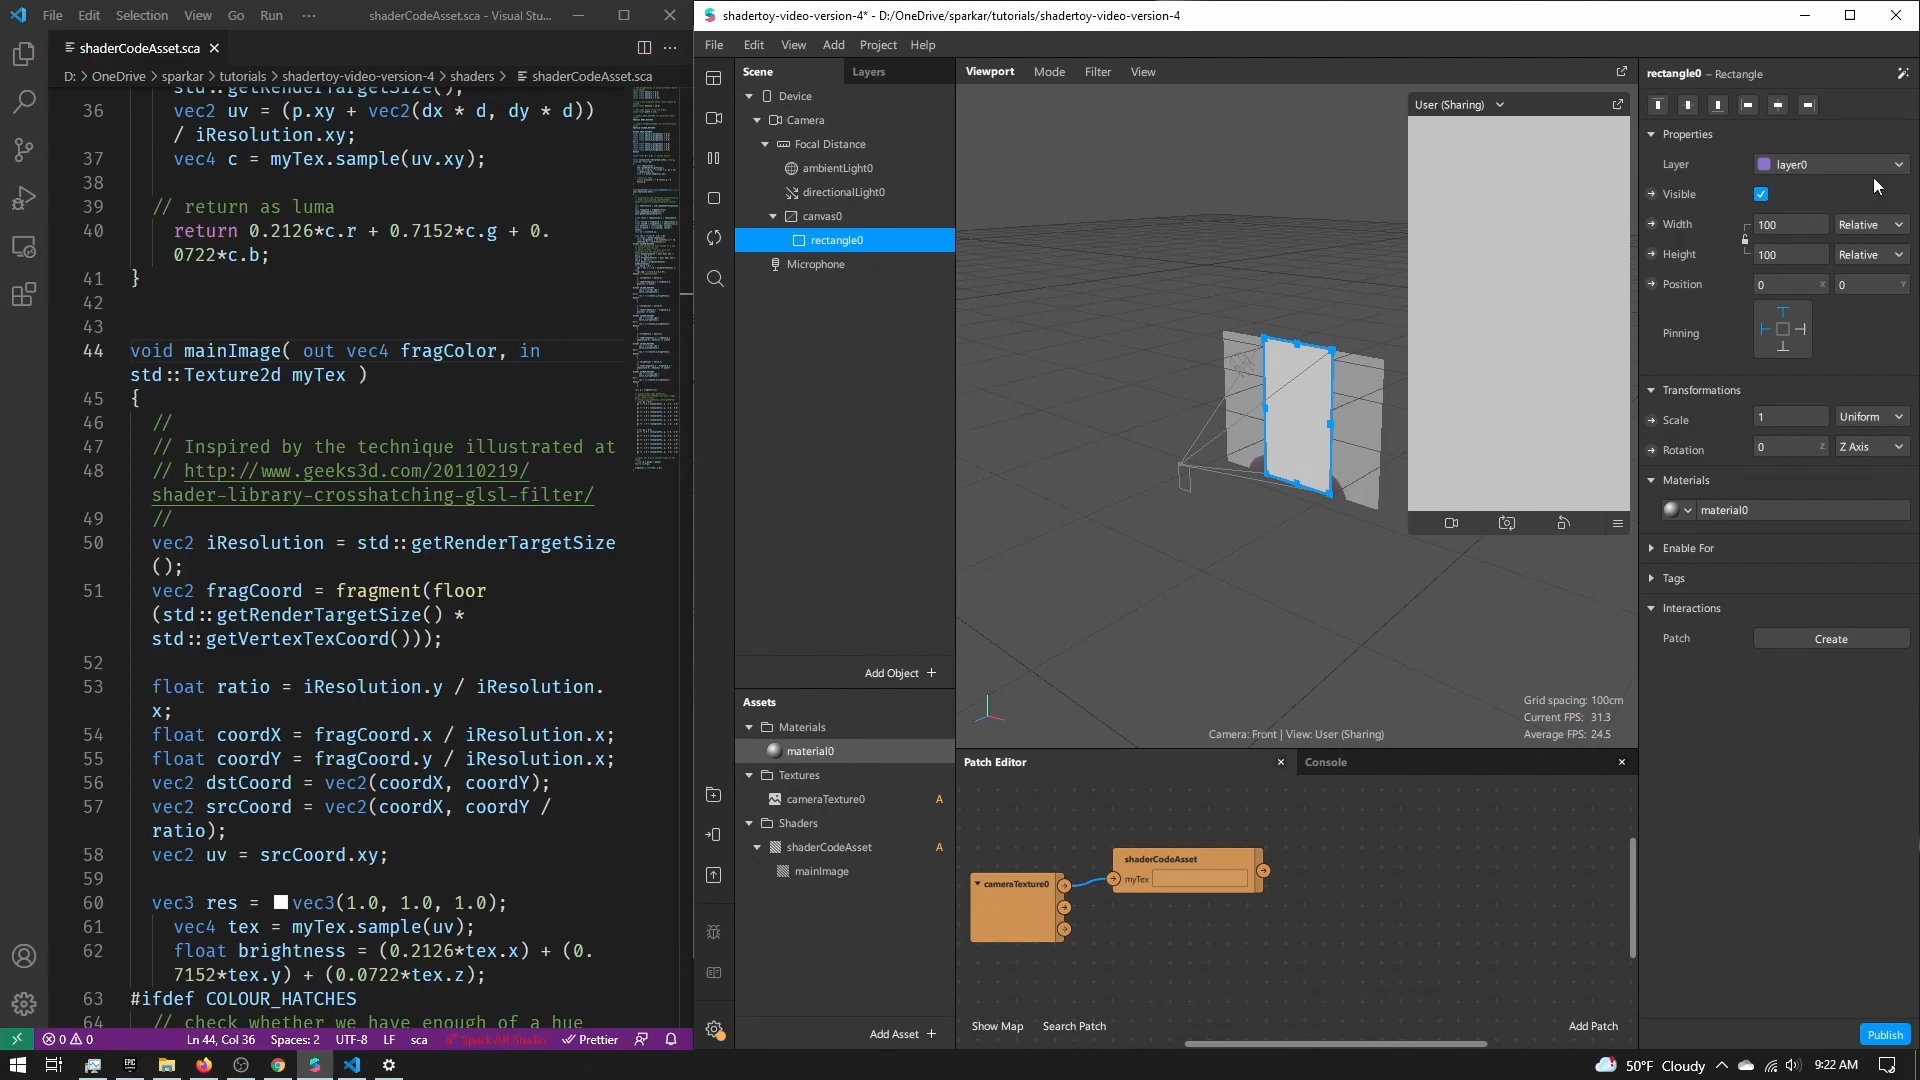 File Edit Selection View Go Run ··· shaderCodeAsset.sca - Visual Stu...
shadertoy-video-version-4* - D:/OneDrive/sparkar/tutorials/shadertoy-video-version-4
shaderCodeAsset.sca
D: > OneDrive > sparkar > tutorials > shadertoy-video-version-4 > shaders > shaderCodeAsset.sca
std::getRenderTargetSize();
36 vec2 uv = (p.xy + vec2(dx * d, dy * d))
/ iResolution.xy;
37 vec4 c = myTex.sample(uv.xy);
38
39 // return as luma
40 return 0.2126*c.r + 0.7152*c.g + 0.
0722*c.b;
41 }
42
43
44 void mainImage( out vec4 fragColor, in
std::Texture2d myTex )
45 {
46 //
47 // Inspired by the technique illustrated at
48 // http://www.geeks3d.com/20110219/
shader-library-crosshatching-glsl-filter/
49 //
50 vec2 iResolution = std::getRenderTargetSize
();
51 vec2 fragCoord = fragment(floor
(std::getRenderTargetSize() *
std::getVertexTexCoord()));
52
53 float ratio = iResolution.y / iResolution.
x;
54 float coordX = fragCoord.x / iResolution.x;
55 float coordY = fragCoord.y / iResolution.x;
56 vec2 dstCoord = vec2(coordX, coordY);
57 vec2 srcCoord = vec2(coordX, coordY /
ratio);
58 vec2 uv = srcCoord.xy;
59
60 vec3 res = vec3(1.0, 1.0, 1.0);
61 vec4 tex = myTex.sample(uv);
62 float brightness = (0.2126*tex.x) + (0.
7152*tex.y) + (0.0722*tex.z);
63 #ifdef COLOUR_HATCHES
64 // check whether we have enough of a hue
0 0 Ln 44, Col 36 Spaces: 2 UTF-8 LF sca Spark AR Studio Prettier
File Edit View Add Project Help
Scene Layers
Device
Camera
Focal Distance
ambientLight0
directionalLight0
canvas0
rectangle0
Microphone
Add Object +
Assets
Materials
material0
Textures
cameraTexture0 A
Shaders
shaderCodeAsset A
mainImage
Add Asset +
Viewport Mode Filter View
User (Sharing)
Grid spacing: 100cm
Current FPS: 31.3
Average FPS: 24.5
Camera: Front | View: User (Sharing)
Patch Editor
Console
cameraTexture0
shaderCodeAsset
myTex
Show Map Search Patch Add Patch
rectangle0 – Rectangle
Properties
Layer layer0
Visible
Width 100 Relative
Height 100 Relative
Position 0 X 0 Y
Pinning
Transformations
Scale 1 Uniform
Rotation 0 Z Z Axis
Materials
material0
Enable For
Tags
Interactions
Patch Create
Publish
EPIC
50°F Cloudy 9:22 AM